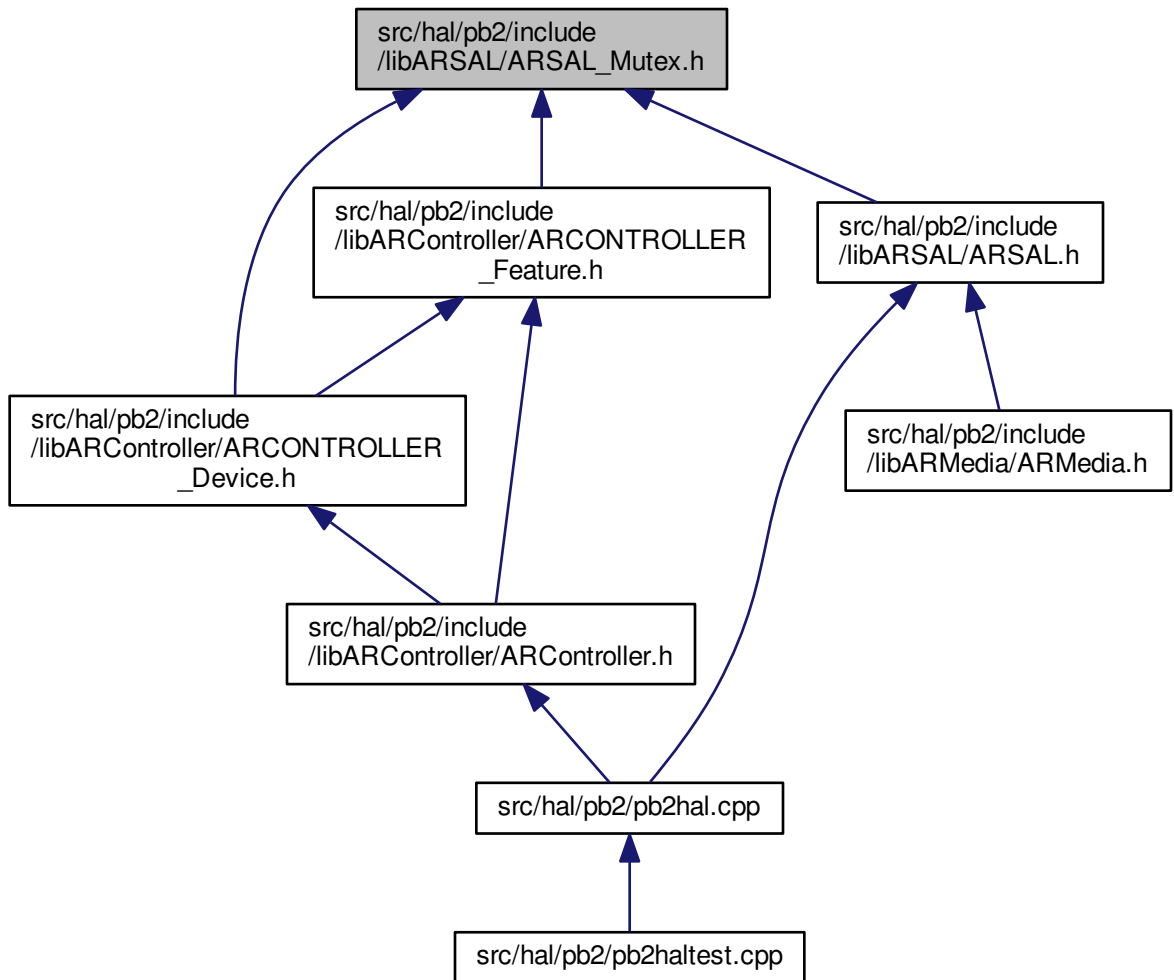 src/hal/pb2/include
/libARSAL/ARSAL_Mutex.h
src/hal/pb2/include
/libARController/ARCONTROLLER
_Feature.h
src/hal/pb2/include
/libARSAL/ARSAL.h
src/hal/pb2/include
/libARController/ARCONTROLLER
_Device.h
src/hal/pb2/include
/libARMedia/ARMedia.h
src/hal/pb2/include
/libARController/ARController.h
src/hal/pb2/pb2hal.cpp
src/hal/pb2/pb2haltest.cpp